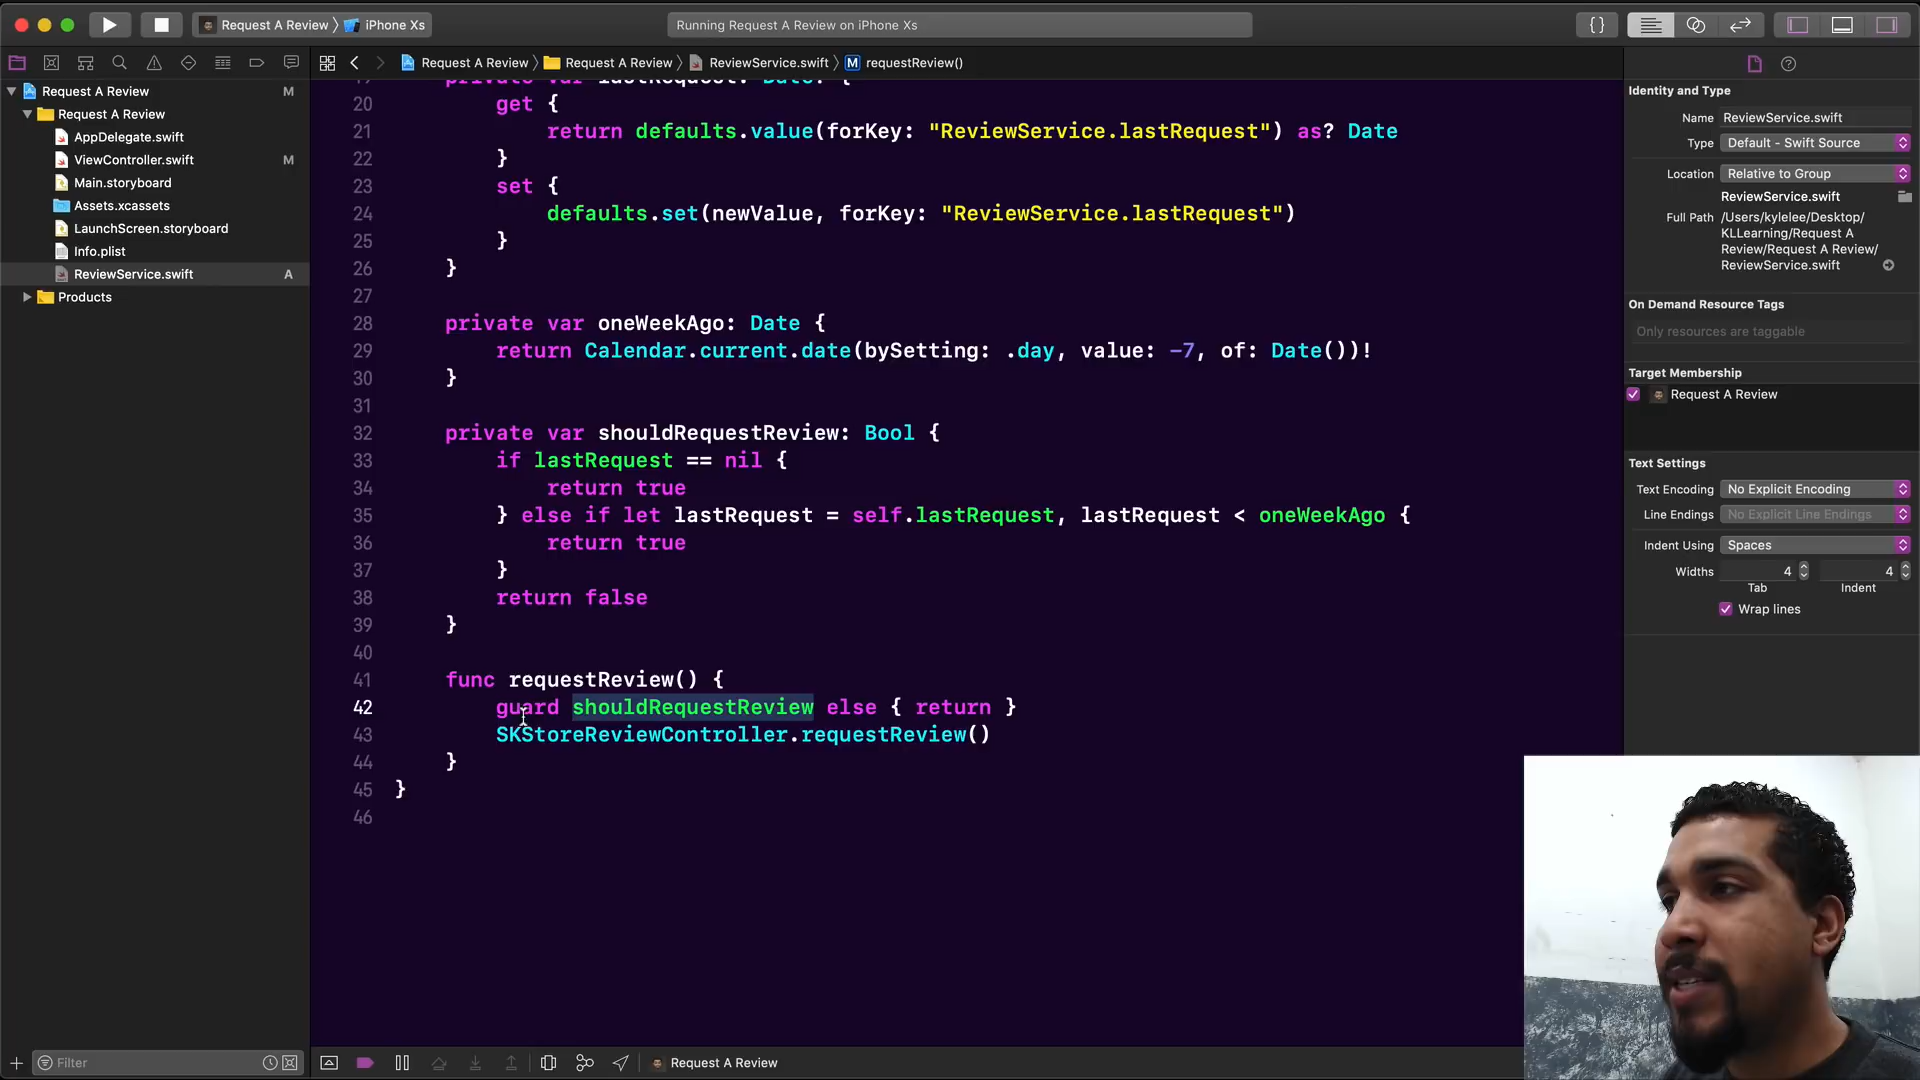 Request A Review
iPhone Xs
Running Request A Review on iPhone Xs
{}
Request A Review
Request A Review
ReviewService.swift
M
requestReview()
Request A Review
M
Request A Review
AppDelegate.swift
ViewController.swift
M
Main.storyboard
Assets.xcassets
LaunchScreen.storyboard
Info.plist
ReviewService.swift
A
Products
Filter
20 get {
21 return defaults.value(forKey: "ReviewService.lastRequest") as? Date
22 }
23 set {
24 defaults.set(newValue, forKey: "ReviewService.lastRequest")
25 }
26 }
27
28 private var oneWeekAgo: Date {
29 return Calendar.current.date(bySetting: .day, value: -7, of: Date())!
30 }
31
32 private var shouldRequestReview: Bool {
33 if lastRequest == nil {
34 return true
35 } else if let lastRequest = self.lastRequest, lastRequest < oneWeekAgo {
36 return true
37 }
38 return false
39 }
40
41 func requestReview() {
42 guard shouldRequestReview else { return }
43 SKStoreReviewController.requestReview()
44 }
45 }
46
Request A Review
Identity and Type
Name ReviewService.swift
Type Default - Swift Source
Location Relative to Group
ReviewService.swift
Full Path /Users/kylelee/Desktop/
KLLearning/Request A
Review/Request A Review/
ReviewService.swift
On Demand Resource Tags
Only resources are taggable
Target Membership
Request A Review
Text Settings
Text Encoding No Explicit Encoding
Line Endings No Explicit Line Endings
Indent Using Spaces
Widths 4 4
Tab Indent
Wrap lines